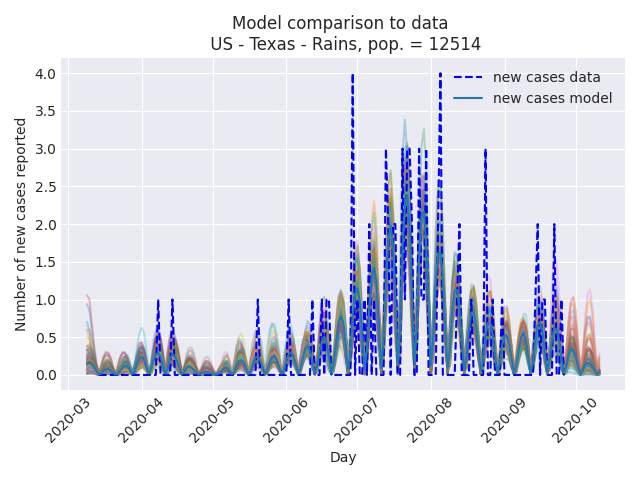 Model comparison to data
US - Texas - Rains, pop. = 12514
new cases data
new cases model
Number of new cases reported
4.0
3.5
3.0
2.5
2.0
1.5
1.0
0.5
0.0
2020-03
2020-04
2020-05
2020-06
2020-07
2020-08
2020-09
2020-10
Day